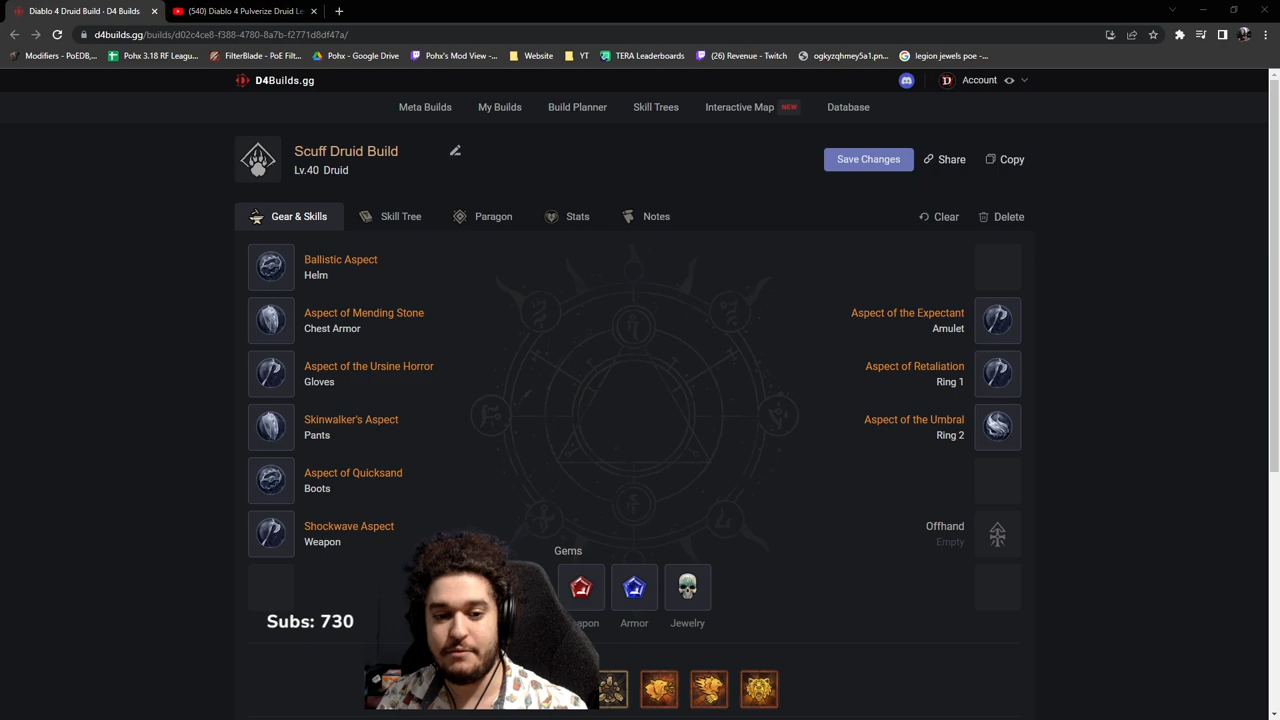 Diablo 4 Druid Build - D4 Builds
(540) Diablo 4 Pulverize Druid Le
d4builds.gg/builds/d02c4ce8-f388-4780-8a7b-f2771d8df47a/
Modifiers - PoEDB,...
Pohx 3.18 RF Leagu...
FilterBlade - PoE Filt...
Pohx - Google Drive
Pohx's Mod View -...
Website
YT
TERA Leaderboards
(26) Revenue - Twitch
ogkyzqhmey5a1.pn...
legion jewels poe -...
D4Builds.gg
Account
Meta Builds
My Builds
Build Planner
Skill Trees
Interactive Map NEW
Database
Scuff Druid Build
Lv.40 Druid
Save Changes
Share
Copy
Gear & Skills
Skill Tree
Paragon
Stats
Notes
Clear
Delete
Ballistic Aspect
Helm
Aspect of Mending Stone
Chest Armor
Aspect of the Expectant
Amulet
Aspect of the Ursine Horror
Gloves
Aspect of Retaliation
Ring 1
Skinwalker's Aspect
Pants
Aspect of the Umbral
Ring 2
Aspect of Quicksand
Boots
Shockwave Aspect
Weapon
Offhand
Empty
Gems
eapon
Armor
Jewelry
Subs: 730